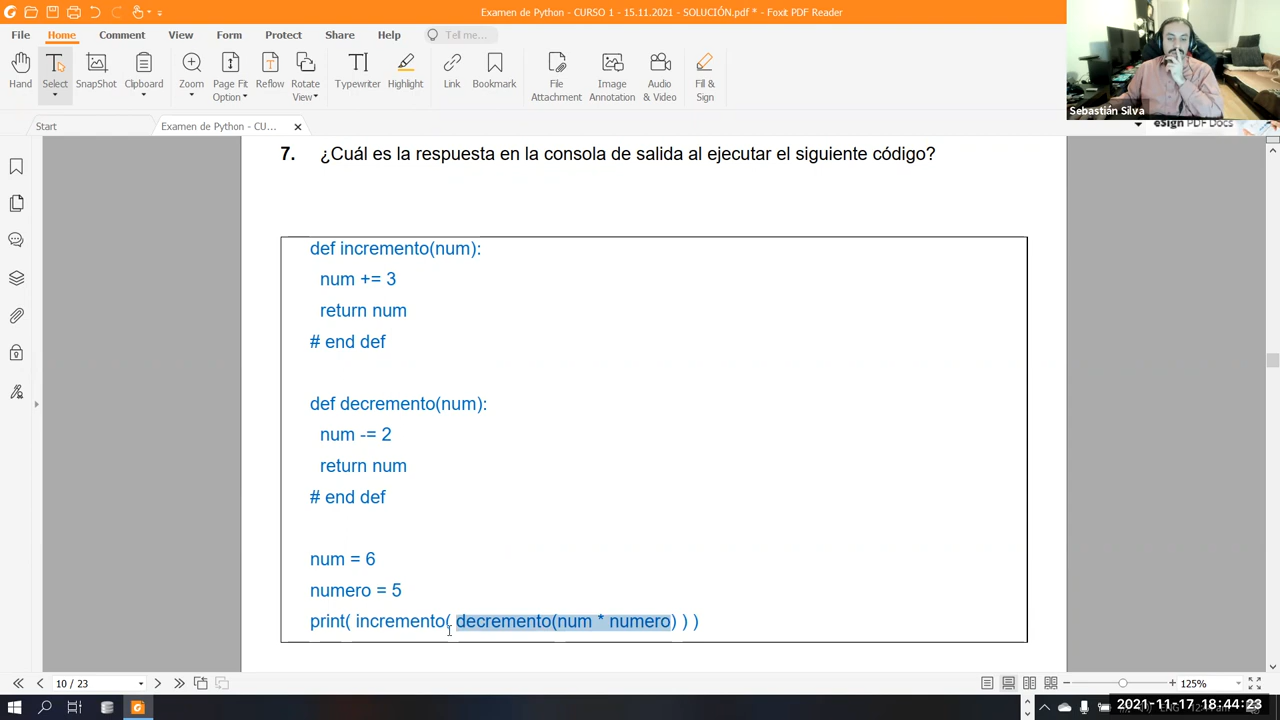 Examen de Python - CURSO 1 - 15.11.2021 - SOLUCIÓN.pdf * - Foxit PDF Reader
File Home Comment View Form Protect Share Help Tell me...
Hand Select SnapShot Clipboard Zoom Page Fit Option Reflow Rotate View Typewriter Highlight Link Bookmark File Attachment Image Annotation Audio & Video Fill & Sign
Sebastián Silva
eSign PDF Docs
Start Examen de Python - CU...
7. ¿Cuál es la respuesta en la consola de salida al ejecutar el siguiente código?
def incremento(num):
num += 3
return num
# end def
def decremento(num):
num -= 2
return num
# end def
num = 6
numero = 5
print( incremento( decremento(num * numero) ) )
10 / 23 125%
2021-11-17 18:44:23